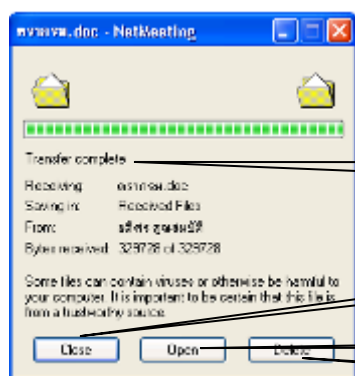 .doc - NetMeeting
Transfer complete
Receiving: .doc
Saving in: Received Files
From:
Bytes received: 329728 of 329728
Some files can contain viruses or otherwise be harmful to
your computer. It is important to be certain that this file is
from a trustworthy source.
Close Open Delete